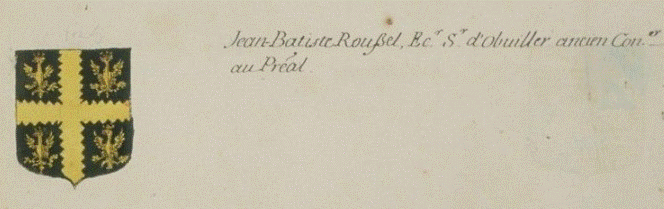 Jean-Batiste Roußel, Ec.r S.r d'Obuiller ancien Con.er
au Préal.